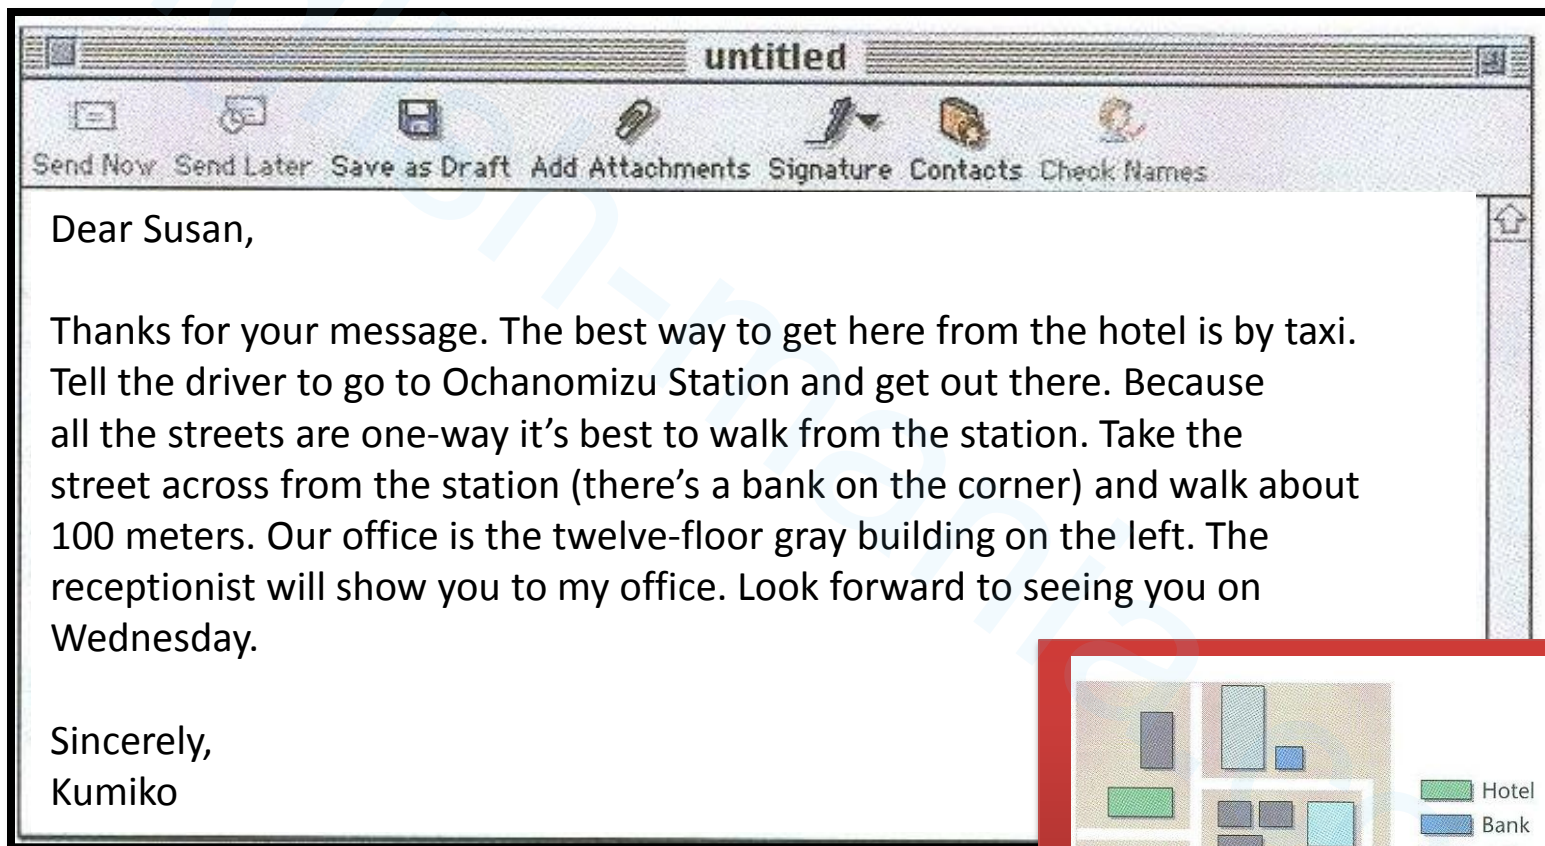 untitled
Send Now Send Later Save as Draft Add Attachments Signature Contacts Check Names
Dear Susan,
Thanks for your message. The best way to get here from the hotel is by taxi.
Tell the driver to go to Ochanomizu Station and get out there. Because
all the streets are one-way it’s best to walk from the station. Take the
street across from the station (there’s a bank on the corner) and walk about
100 meters. Our office is the twelve-floor gray building on the left. The
receptionist will show you to my office. Look forward to seeing you on
Wednesday.
Sincerely,
Kumiko
Hotel
Bank